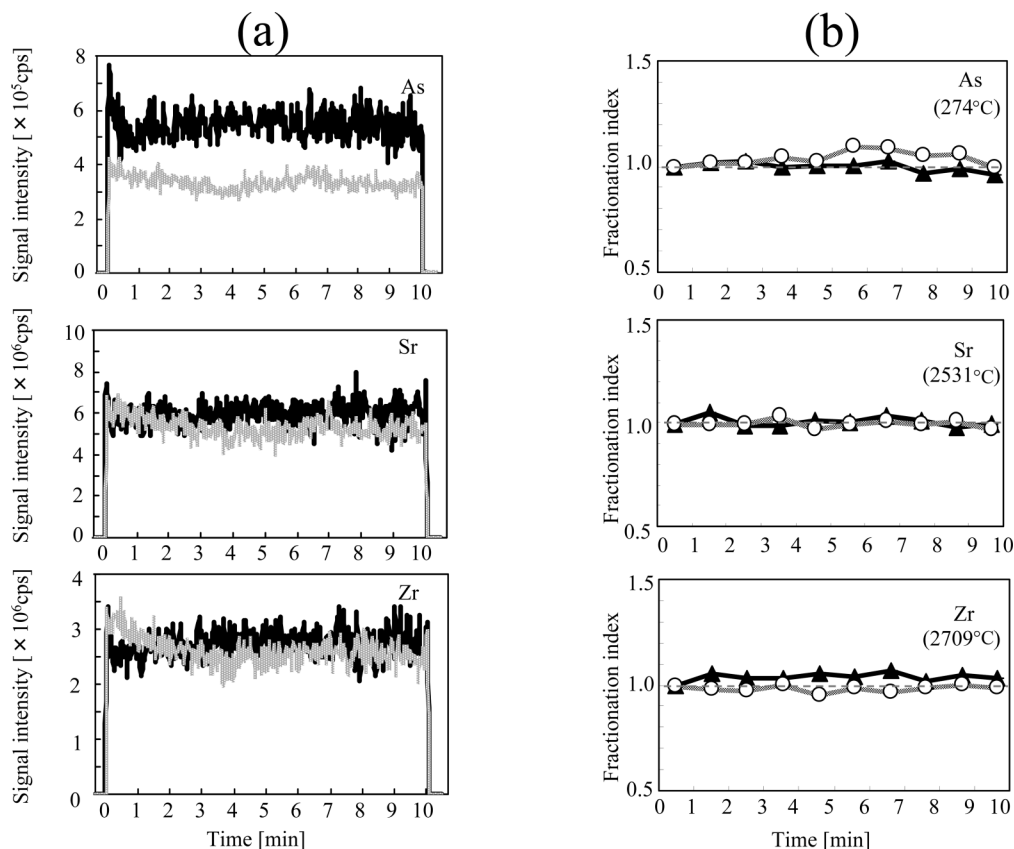 (a)
Signal intensity [ × 10⁵cps]
8
6
4
2
0
As
0 1 2 3 4 5 6 7 8 9 10
Signal intensity [ × 10⁶cps]
10
8
6
4
2
0
Sr
0 1 2 3 4 5 6 7 8 9 10
Signal intensity [ × 10⁶cps]
4
3
2
1
0
Zr
0 1 2 3 4 5 6 7 8 9 10
Time [min]
(b)
Fractionation index
1.5
1.0
0.5
As
(274°C)
0 1 2 3 4 5 6 7 8 9 10
Fractionation index
1.5
1.0
0.5
Sr
(2531°C)
0 1 2 3 4 5 6 7 8 9 10
Fractionation index
1.5
1.0
0.5
Zr
(2709°C)
0 1 2 3 4 5 6 7 8 9 10
Time [min]